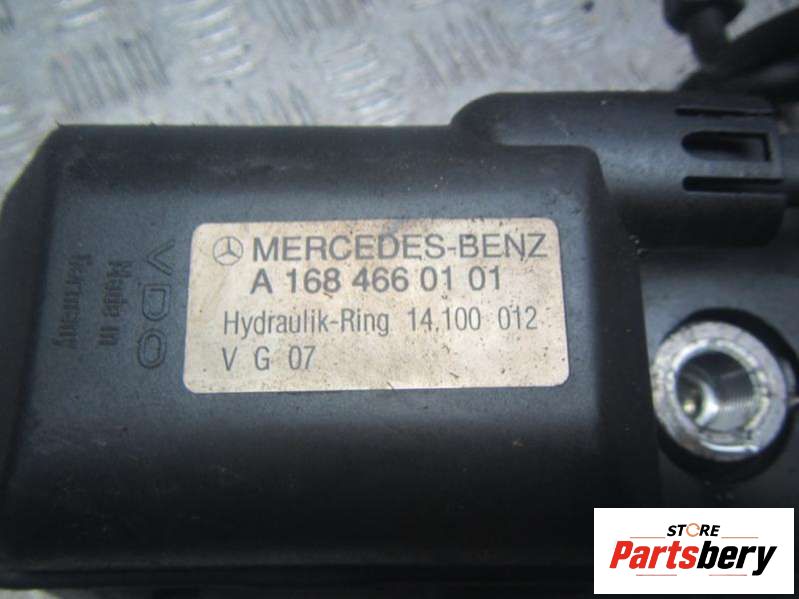 MERCEDES-BENZ
A 168 466 01 01
Hydraulik-Ring 14,100 012
V G 07
VDO
Made in
Germany
STORE
Partsbery